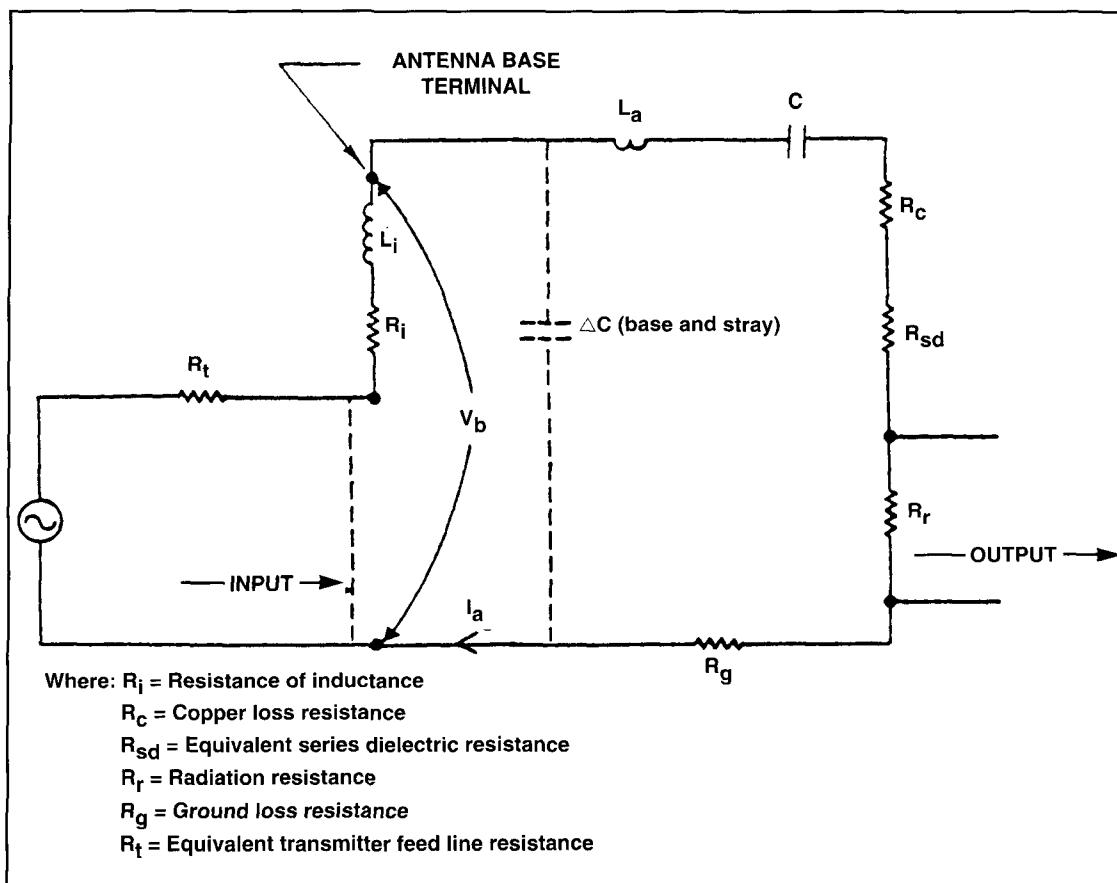 ANTENNA BASE
TERMINAL
La
C
Rc
Li
Ri
△C (base and stray)
Rsd
Rt
Vb
Rr
INPUT
OUTPUT
Ia
Rg
Where: Ri = Resistance of inductance
Rc = Copper loss resistance
Rsd = Equivalent series dielectric resistance
Rr = Radiation resistance
Rg = Ground loss resistance
Rt = Equivalent transmitter feed line resistance